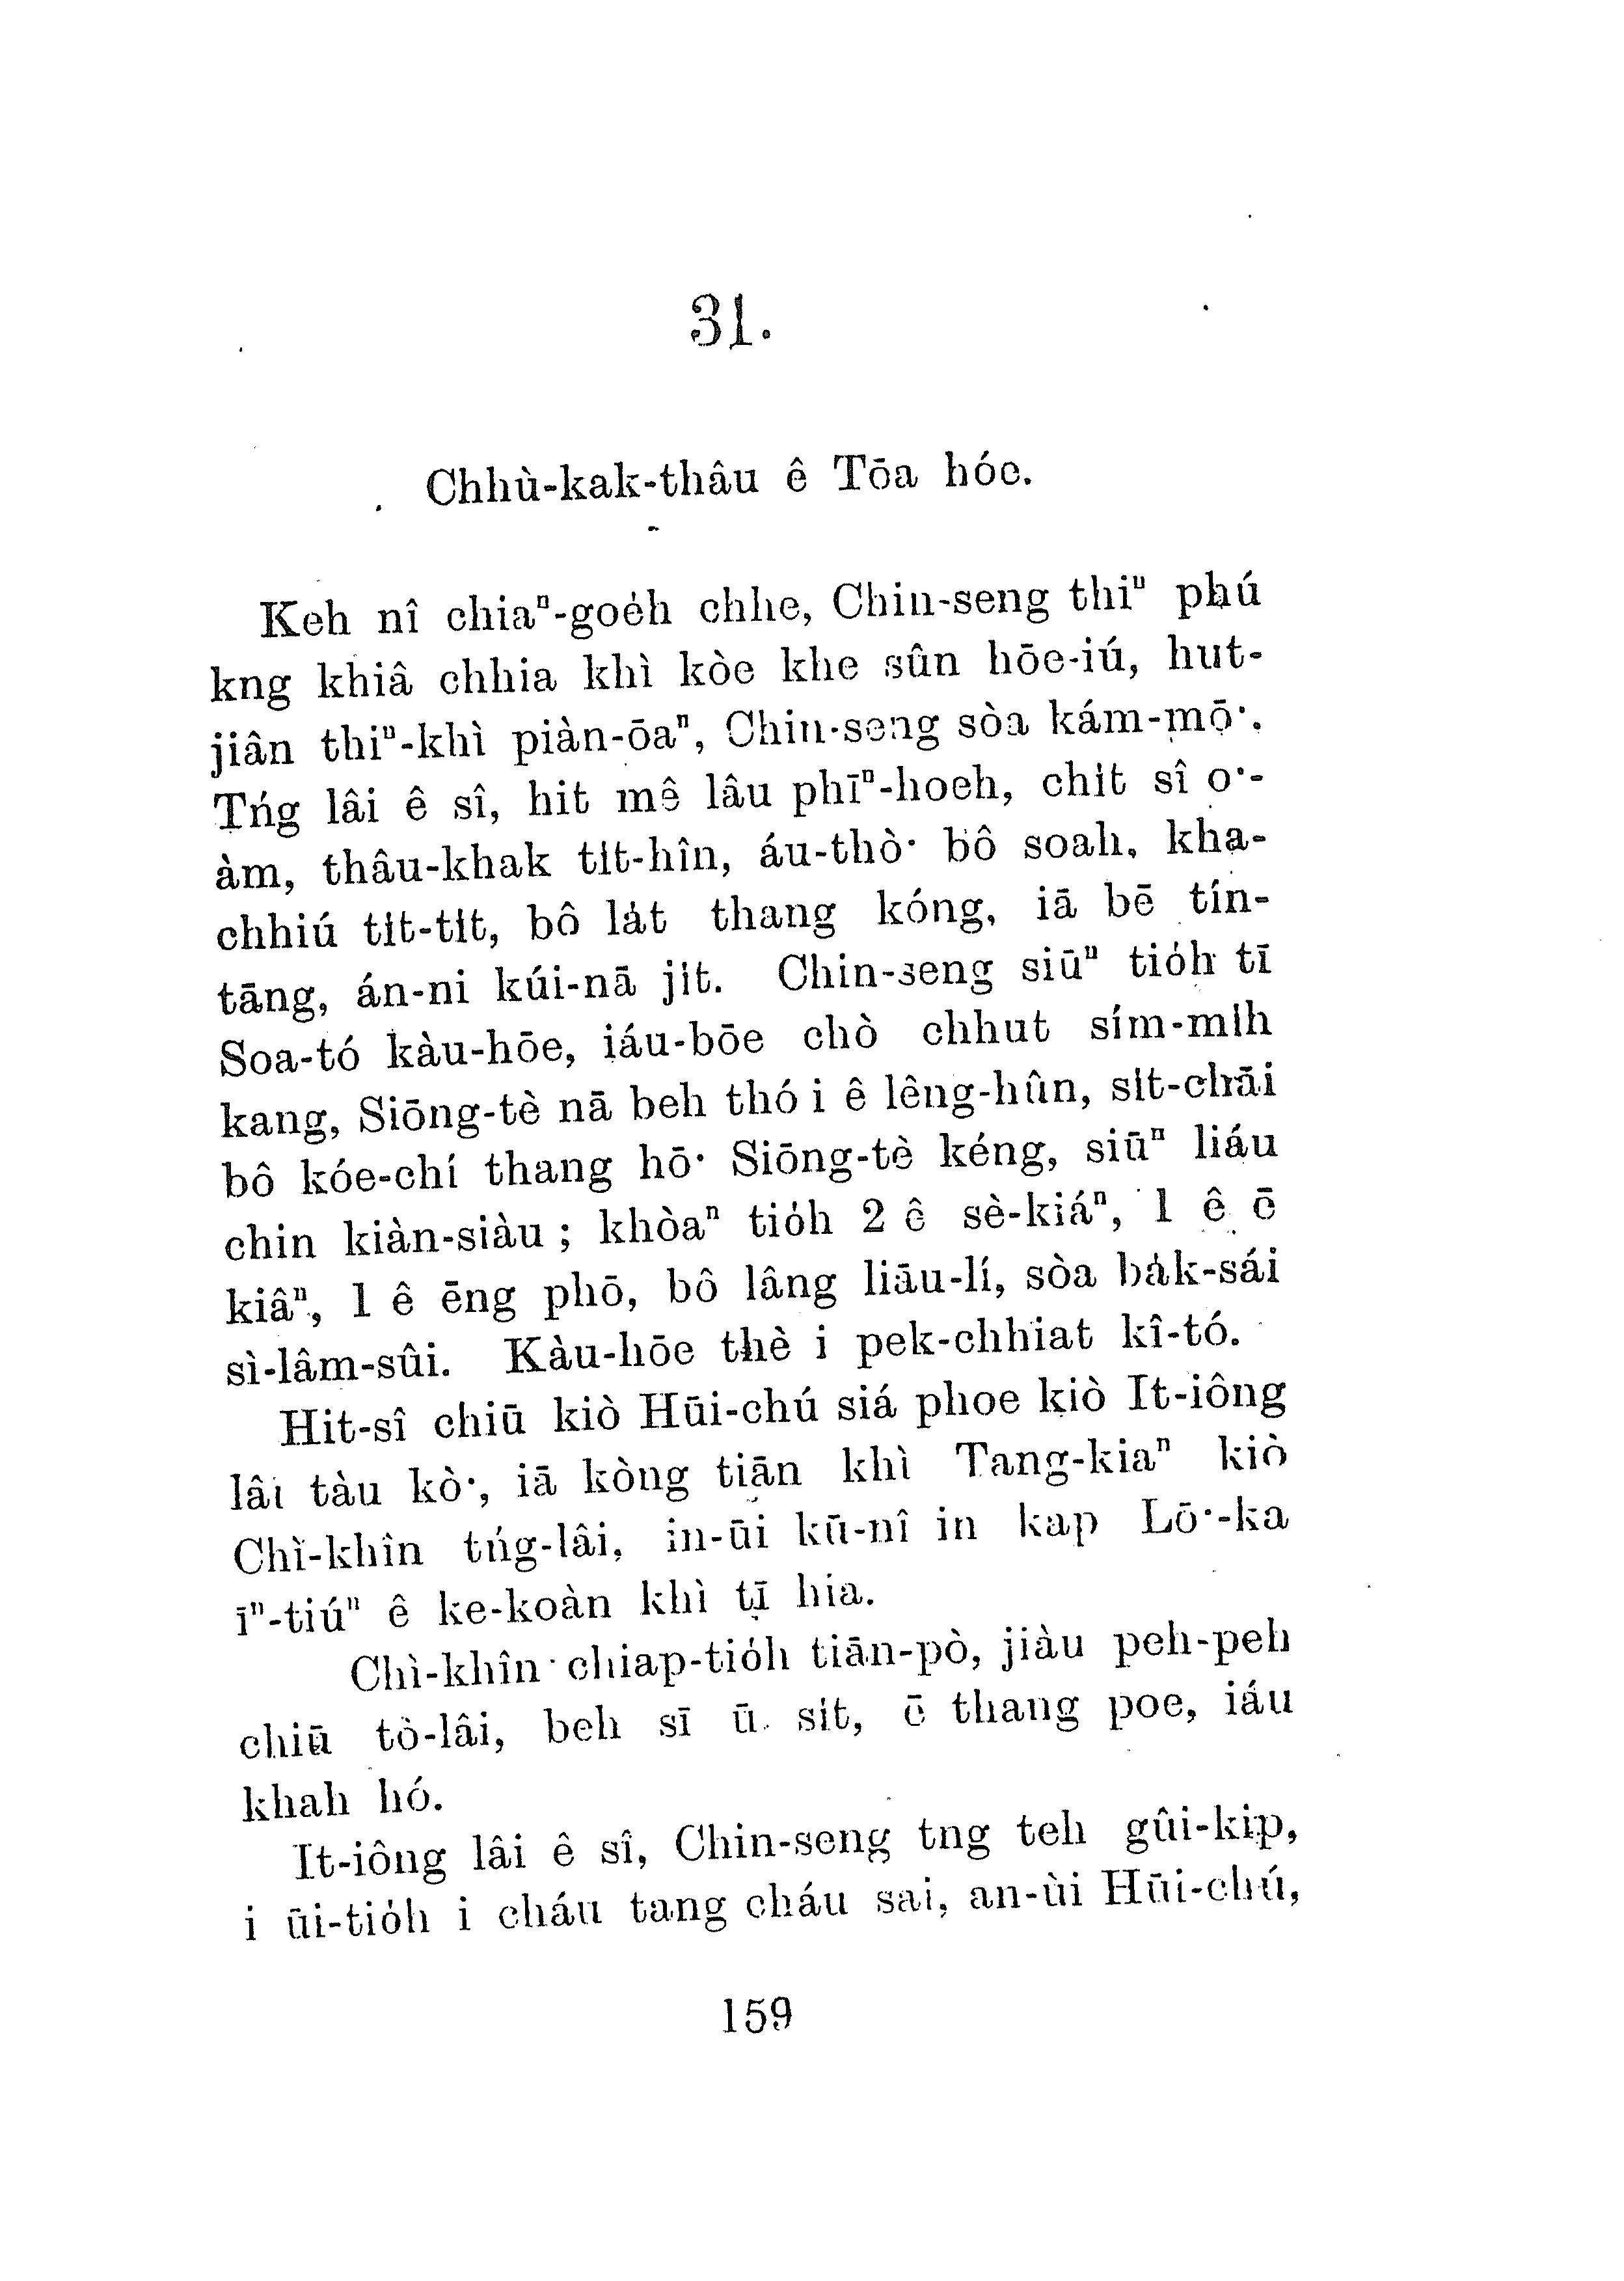 31.
Chhù-kak-thâu ê Tōa hóe.
Keh nî chiaⁿ-goe̍h chhe, Chin-seng thiⁿ phú
kng khiâ chhia khì kòe khe sûn hōe-iú, hut-
jiân thiⁿ-khì piàn-ōaⁿ, Chin-seng sòa kám-mō͘.
Tńg lâi ê sî, hit mê lâu phīⁿ-hoeh, chi̍t sî o͘-
àm, thâu-khak ti̍t-hîn, áu-thò͘ bô soah, kha-
chhiú ti̍t-ti̍t, bô la̍t thang kóng, iā bē tín-
tāng, án-ni kúi-nā ji̍t. Chin-seng siūⁿ tio̍h tī
Soa-tó kàu-hōe, iáu-bōe chò chhut sím-mi̍h
kang, Siōng-tè nā beh thó i ê lêng-hûn, si̍t-chāi
bô kóe-chí thang hō͘ Siōng-tè kéng, siūⁿ liáu
chin kiàn-siàu ; khòaⁿ tio̍h 2 ê sè-kiáⁿ, 1 ê ē
kiâⁿ, 1 ê ēng phō, bô lâng liāu-lí, sòa ba̍k-sái
sì-lâm-sûi. Kàu-hōe thè i pek-chhiat kî-tó.
Hit-sî chiū kiò Hūi-chú siá phoe kiò It-iông
lâi tàu kò͘, iā kòng tiān khì Tang-kiaⁿ kiò
Chì-khîn tńg-lâi, in-ūi kū-nî in kap Lō͘-ka
īⁿ-tiúⁿ ê ke-koàn khì tī hia.
Chì-khîn chiap-tio̍h tiān-pò, jiàu peh-peh
chiū tò-lâi, beh sī ū si̍t, ē thang poe, iáu
khah hó.
It-iông lâi ê sî, Chin-seng tng teh gûi-kip,
i ūi-tio̍h i cháu tang cháu sai, an-ùi Hūi-chú,
159